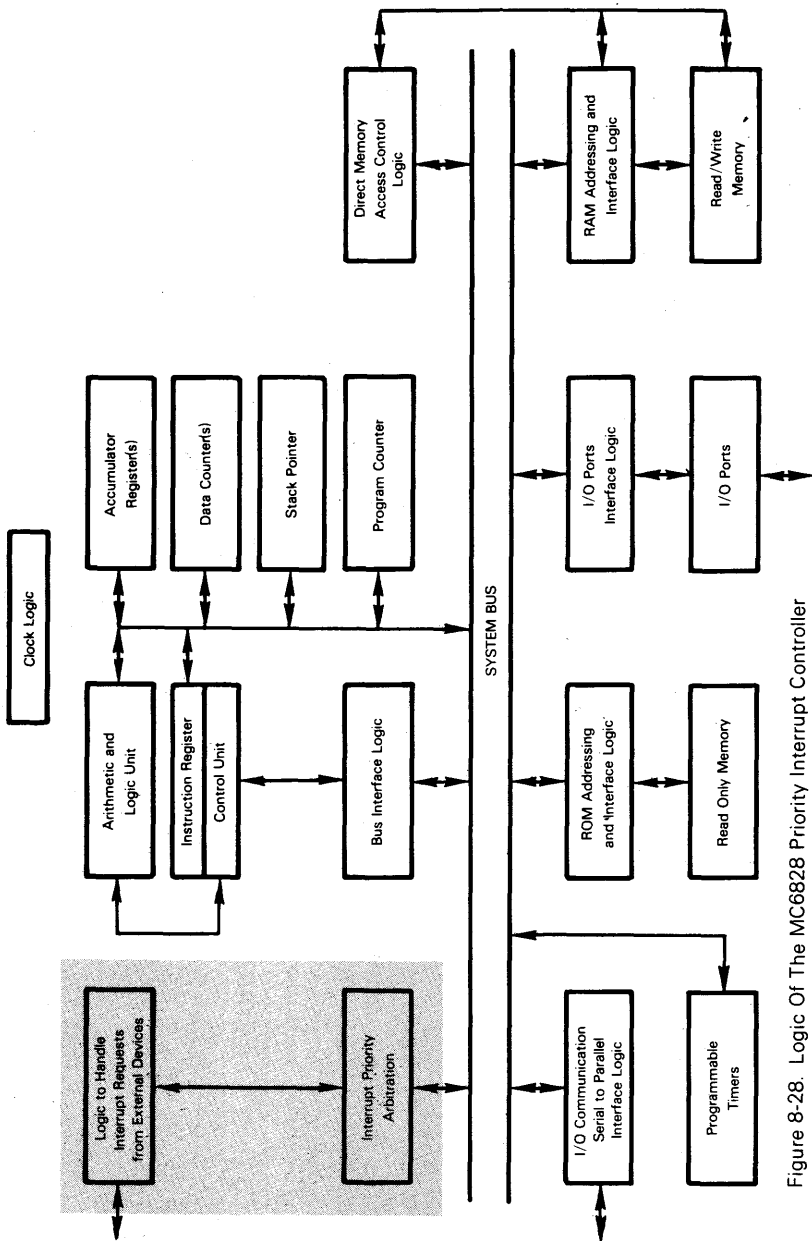 Clock Logic
Logic to Handle
Interrupt Requests
from External Devices
Arithmetic and
Logic Unit
Accumulator
Register(s)
Direct Memory
Access Control
Logic
Instruction Register
Control Unit
Data Counter(s)
Stack Pointer
Interrupt Priority
Arbitration
Bus Interface Logic
Program Counter
SYSTEM BUS
I/O Communication
Serial to Parallel
Interface Logic
ROM Addressing
and Interface Logic
I/O Ports
Interface Logic
RAM Addressing and
Interface Logic
Programmable
Timers
Read Only Memory
I/O Ports
Read/Write
Memory
Figure 8-28. Logic Of The MC6828 Priority Interrupt Controller